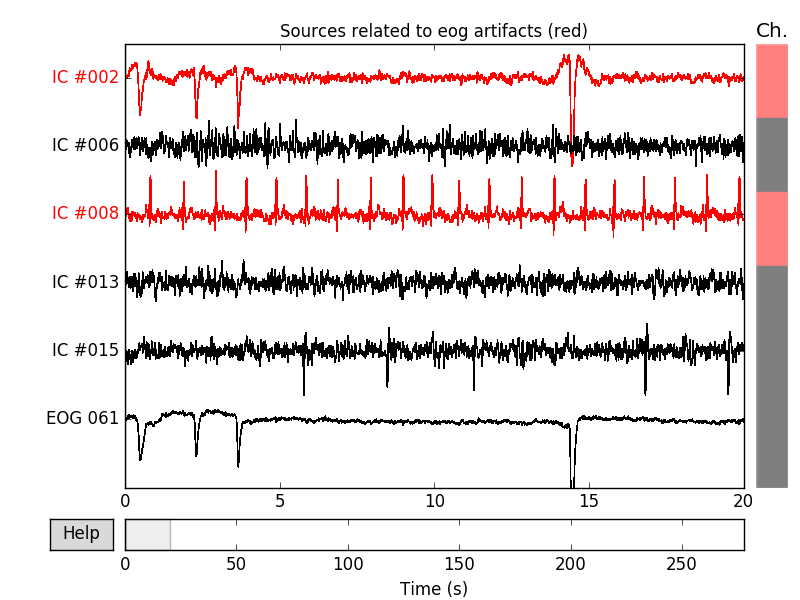 Sources related to eog artifacts (red)
Ch.
IC #002
IC #006
IC #008
IC #013
IC #015
EOG 061
0 5 10 15 20
Help
0 50 100 150 200 250
Time (s)